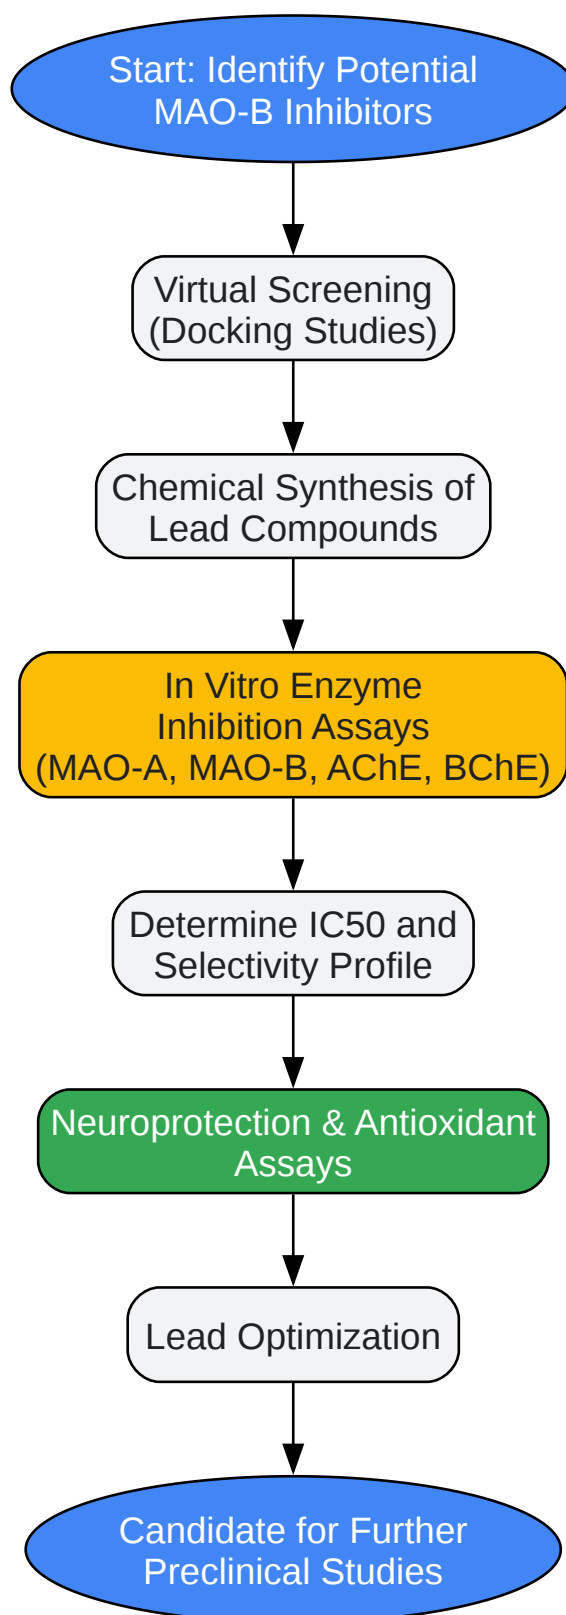 Start: Identify Potential
MAO-B Inhibitors
Virtual Screening
(Docking Studies)
Chemical Synthesis of
Lead Compounds
In Vitro Enzyme
Inhibition Assays
(MAO-A, MAO-B, AChE, BChE)
Determine IC50 and
Selectivity Profile
Neuroprotection & Antioxidant
Assays
Lead Optimization
Candidate for Further
Preclinical Studies